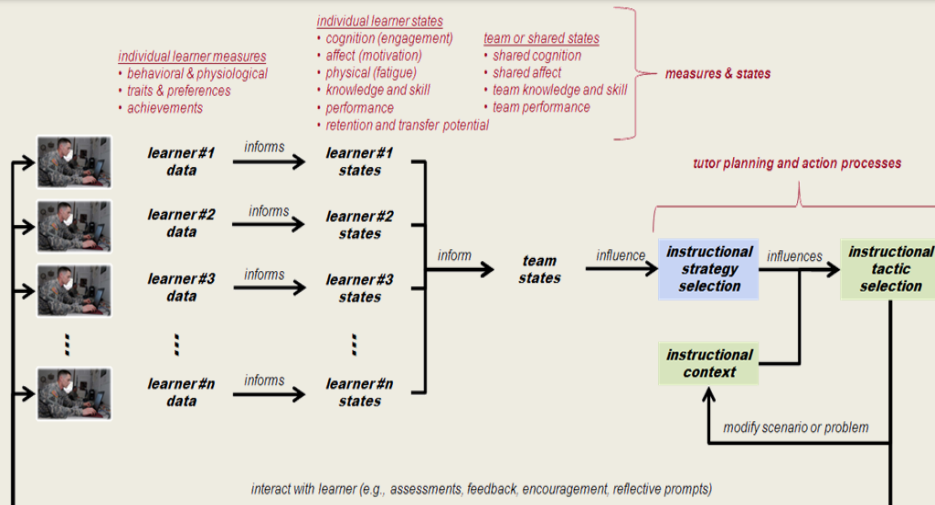 individual learner measures
• behavioral & physiological
• traits & preferences
• achievements
individual learner states
• cognition (engagement)
• affect (motivation)
• physical (fatigue)
• knowledge and skill
• performance
• retention and transfer potential
team or shared states
• shared cognition
• shared affect
• team knowledge and skill
• team performance
measures & states
learner #1
data
informs
learner #1
states
learner #2
data
informs
learner #2
states
learner #3
data
informs
learner #3
states
learner #n
data
informs
learner #n
states
inform
team
states
influence
tutor planning and action processes
instructional
strategy
selection
influences
instructional
tactic
selection
instructional
context
modify scenario or problem
interact with learner (e.g., assessments, feedback, encouragement, reflective prompts)